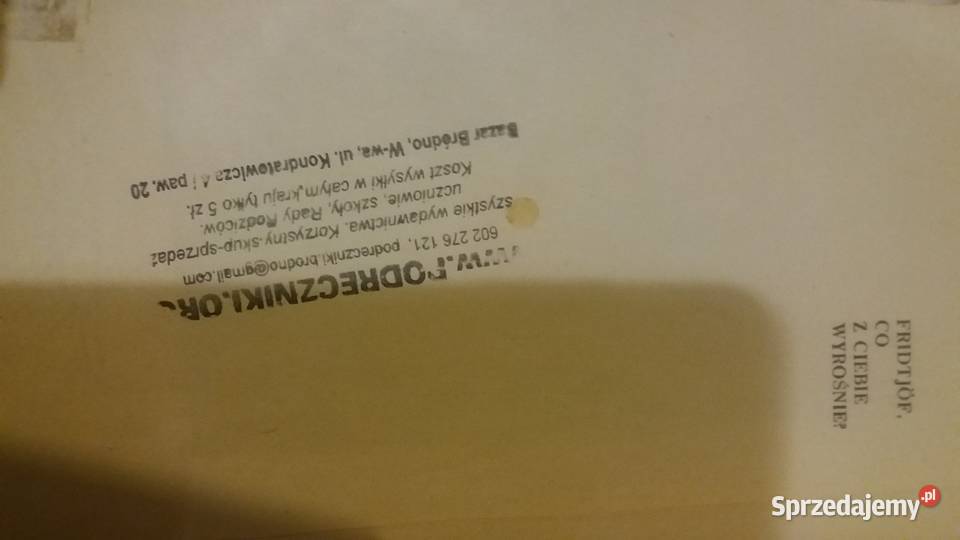 www.PODRECZNIKI.ORG
602 276 121, podreczniki.brodno@gmail.com
szystkie wydawnictwa. Korzystny skup-sprzedaż
uczniowie, szkoły, Rady Rodziców.
Koszt wysyłki w całym kraju tylko 5 zł.
Bazar Bródno, W-wa, ul. Kondratowicza paw. 20
FRIDTJÖF,
CO
Z CIEBIE
WYROŚNIE?
Sprzedajemy.pl